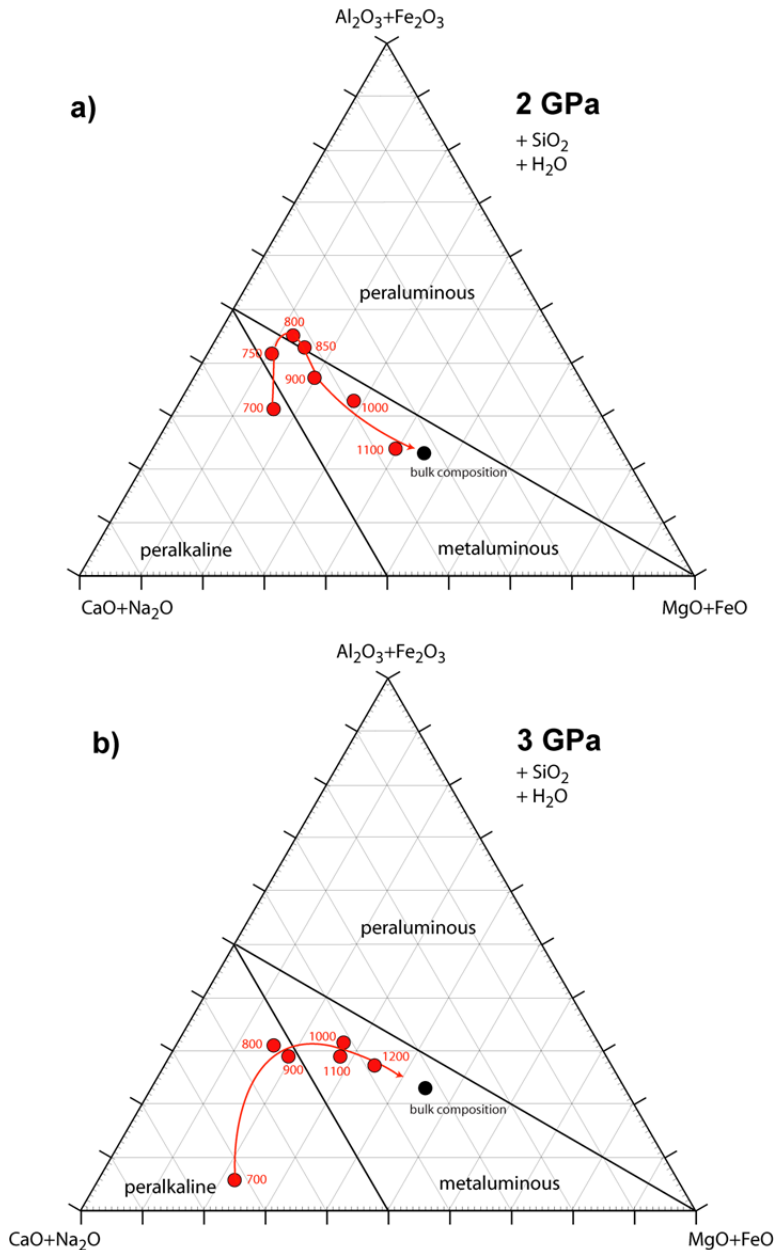 Al₂O₃+Fe₂O₃
a)
2 GPa
+ SiO₂
+ H₂O
peraluminous
800
750
850
900
700
1000
1100
bulk composition
peralkaline
metaluminous
CaO+Na₂O
MgO+FeO
Al₂O₃+Fe₂O₃
b)
3 GPa
+ SiO₂
+ H₂O
peraluminous
800
1000
1200
900
1100
bulk composition
700
peralkaline
metaluminous
CaO+Na₂O
MgO+FeO